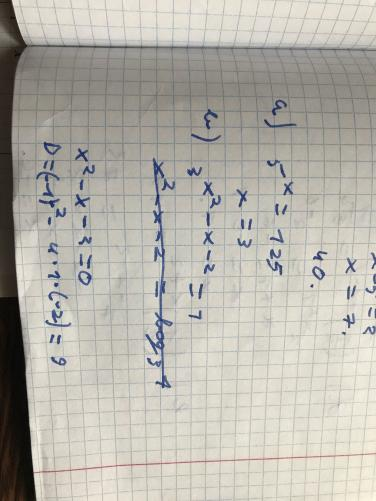 x = 7.
40.
a) 5ˣ = 125
x = 3
3^{x²-x-2} = 1
x² - x - 2 = log₃ 1
x² - x - 2 = 0
D = (-1)² - 4·1·(-2) = 9